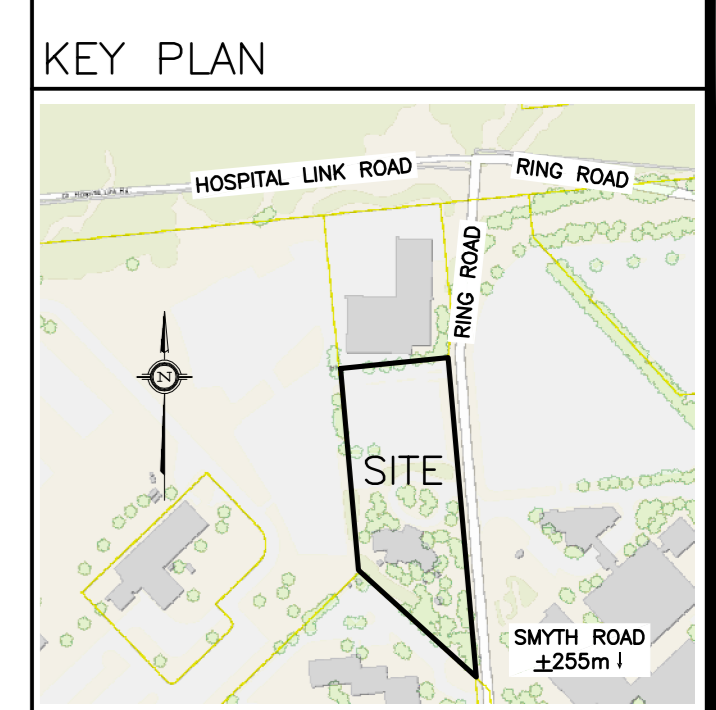 KEY PLAN
HOSPITAL LINK ROAD
RING ROAD
RING ROAD
N
SITE
SMYTH ROAD
±255m ↓